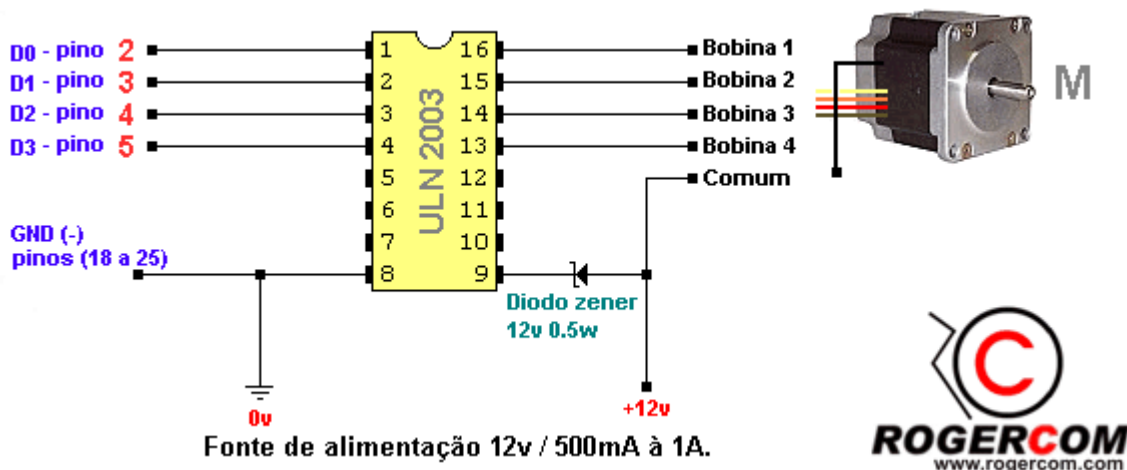 D0 - pino 2
D1 - pino 3
D2 - pino 4
D3 - pino 5
GND (-)
pinos (18 a 25)
1 16
2 15
3 14
4 13
5 12
6 11
7 10
8 9
ULN 2003
Bobina 1
Bobina 2
Bobina 3
Bobina 4
Comum
M
Diodo zener
12v 0.5w
0v
+12v
Fonte de alimentação 12v / 500mA à 1A.
C
ROGERCOM
www.rogercom.com